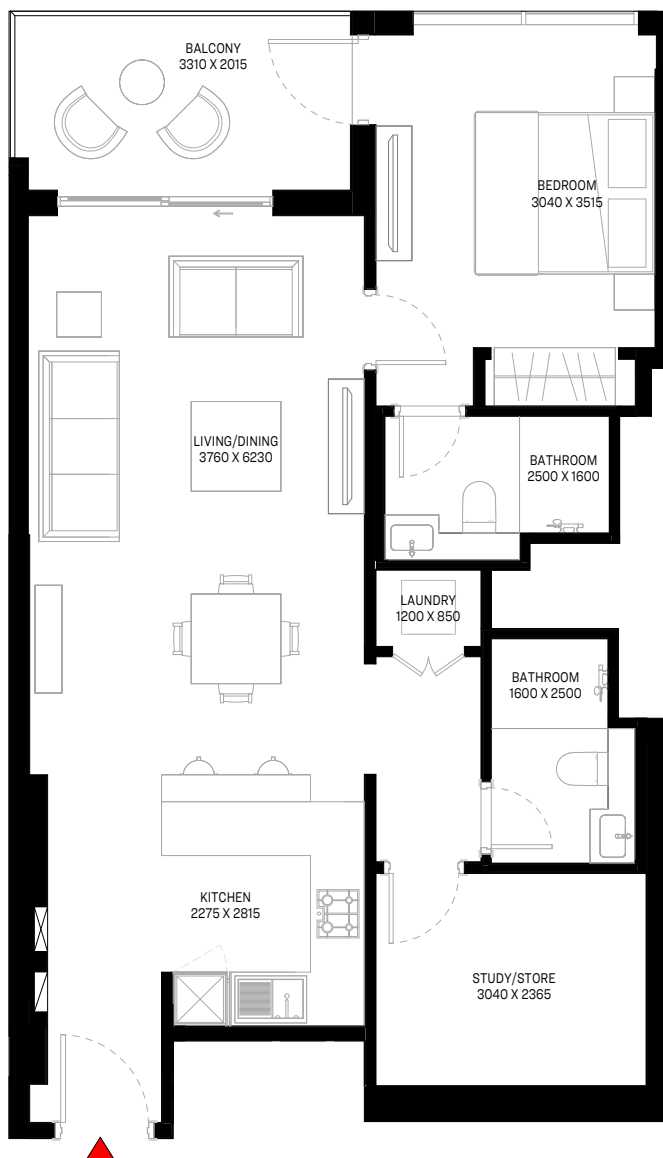 BALCONY
3310 X 2015
BEDROOM
3040 X 3515
LIVING/DINING
3760 X 6230
BATHROOM
2500 X 1600
LAUNDRY
1200 X 850
BATHROOM
1600 X 2500
KITCHEN
2275 X 2815
STUDY/STORE
3040 X 2365